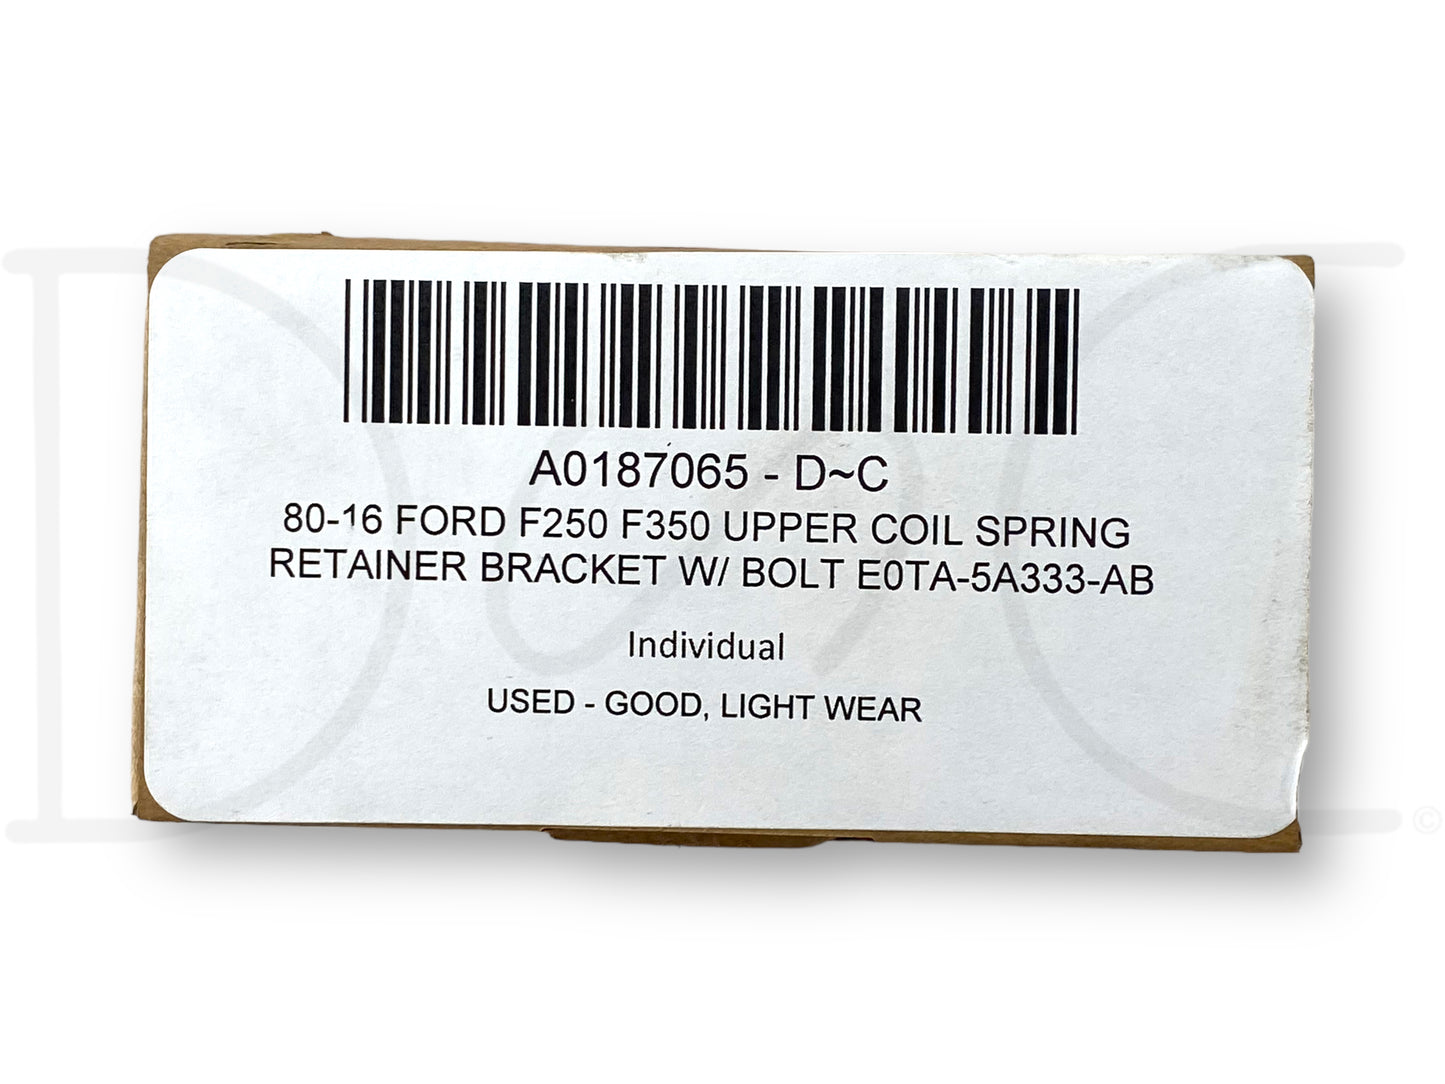 A0187065 - D~C
80-16 FORD F250 F350 UPPER COIL SPRING
RETAINER BRACKET W/ BOLT E0TA-5A333-AB
Individual
USED - GOOD, LIGHT WEAR
©